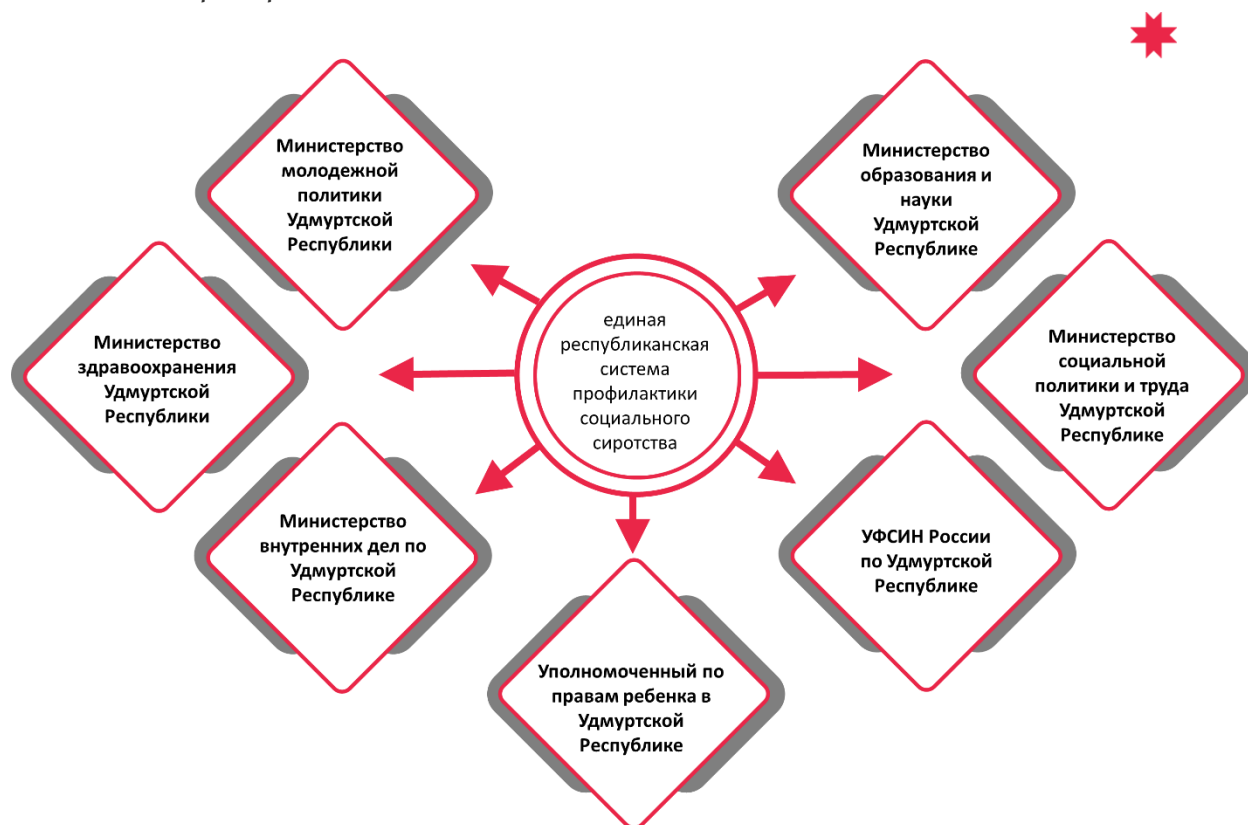 Министерство
молодежной
политики
Удмуртской
Республики
Министерство
образования и
науки
Удмуртской
Республике
Министерство
здравоохранения
Удмуртской
Республики
единая
республиканская
система
профилактики
социального
сиротства
Министерство
социальной
политики и труда
Удмуртской
Республике
Министерство
внутренних дел по
Удмуртской
Республике
УФСИН России
по Удмуртской
Республике
Уполномоченный по
правам ребенка в
Удмуртской
Республике